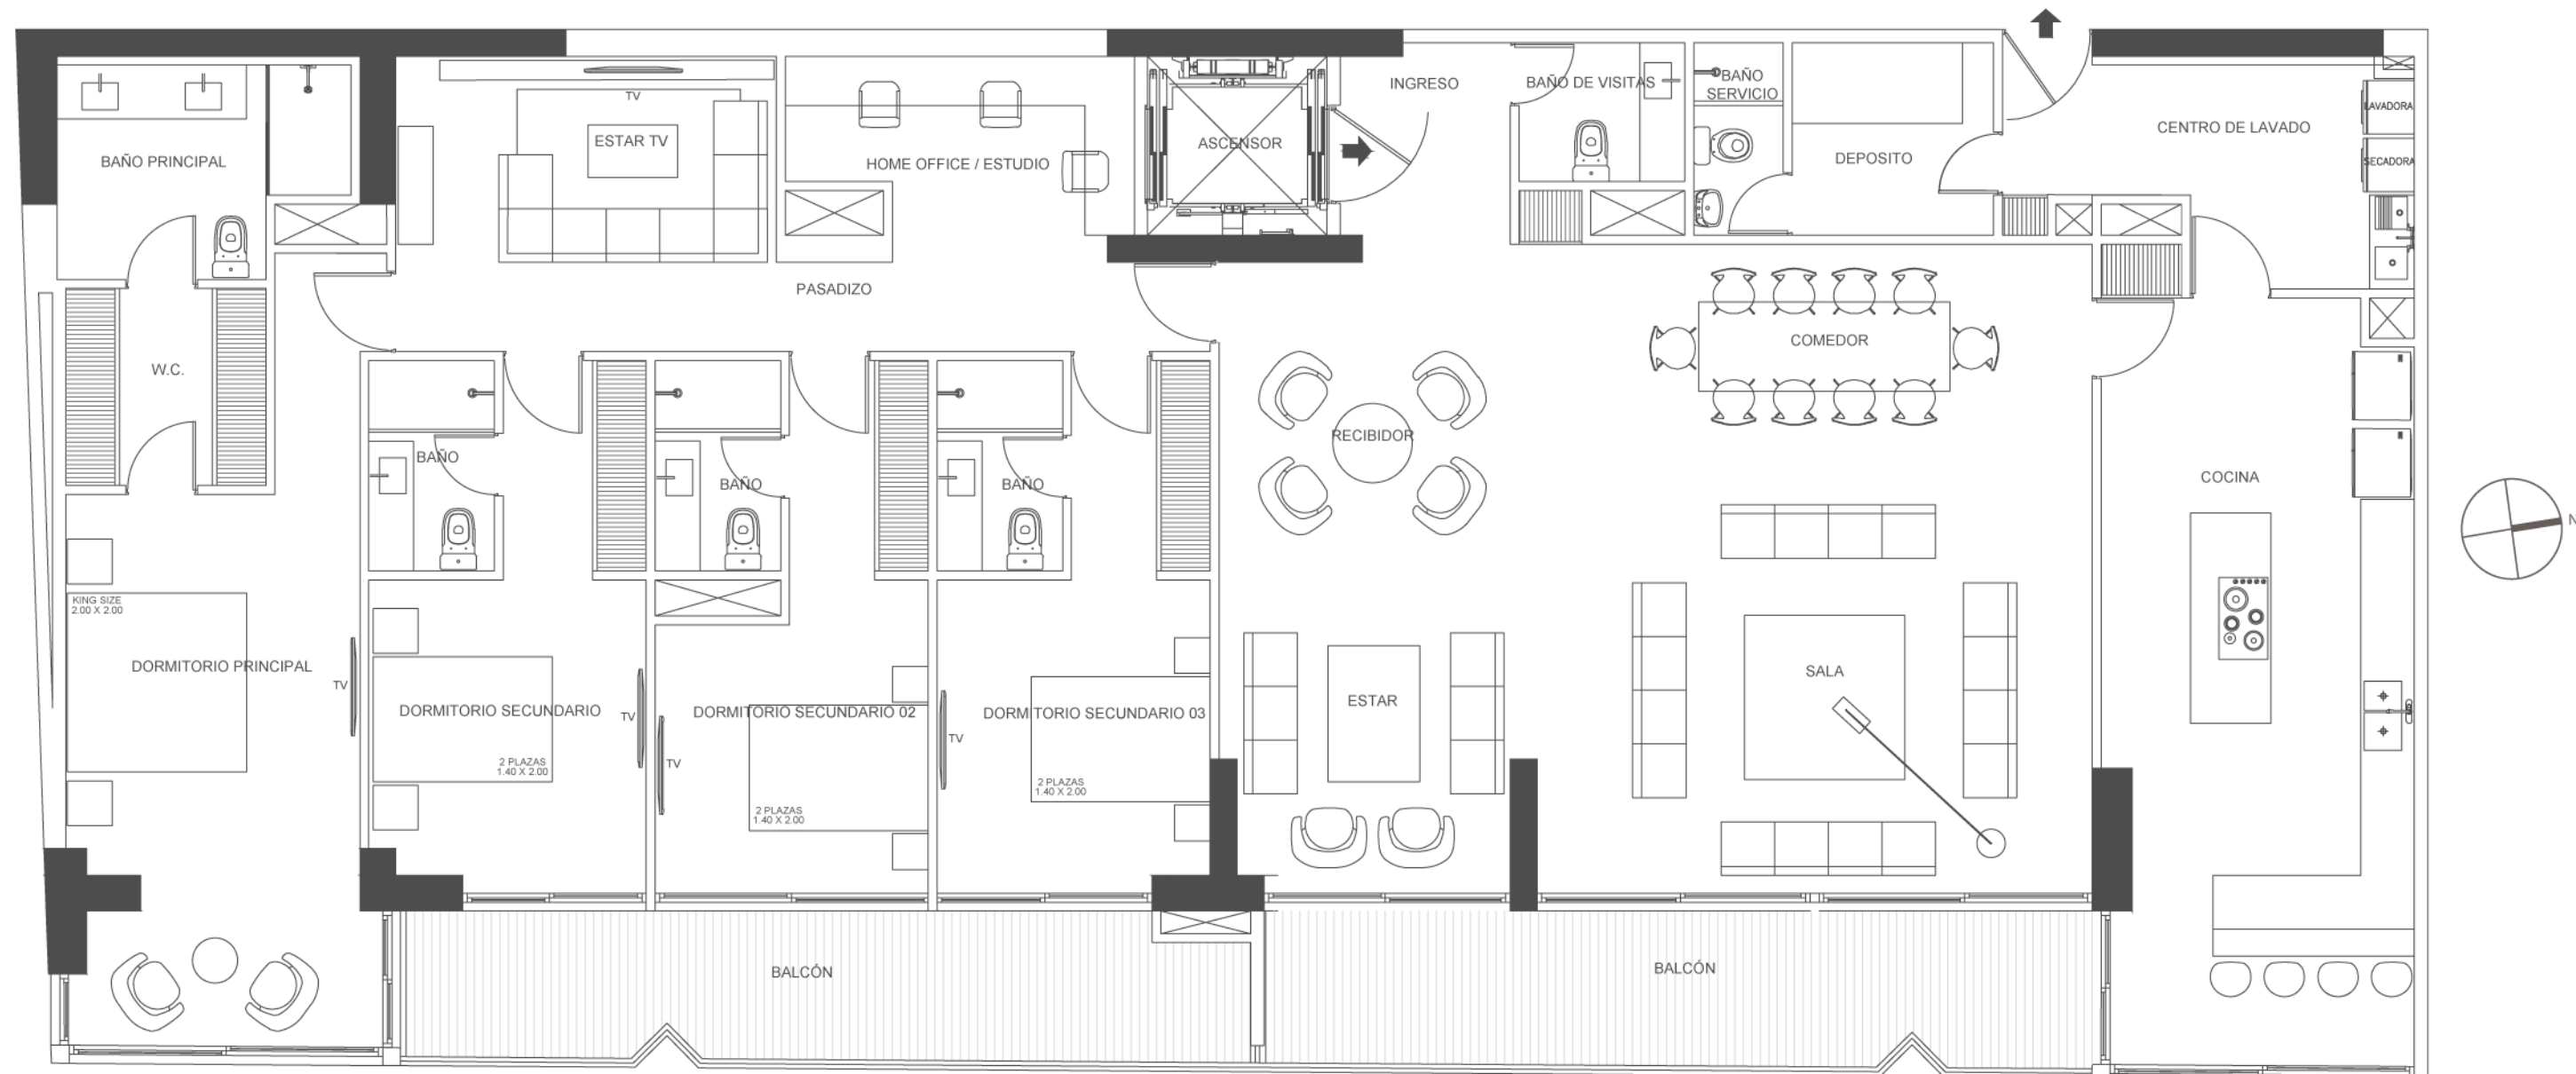 INGRESO
BAÑO DE VISITAS
BAÑO
SERVICIO
TV
LAVADORA
CENTRO DE LAVADO
ESTAR TV
ASCENSOR
BAÑO PRINCIPAL
HOME OFFICE / ESTUDIO
DEPOSITO
SECADORA
PASADIZO
COMEDOR
W.C.
RECIBIDOR
BAÑO
BAÑO
BAÑO
COCINA
N
KING SIZE
2.00 X 2.00
DORMITORIO PRINCIPAL
TV
SALA
ESTAR
DORMITORIO SECUNDARIO
TV
DORMITORIO SECUNDARIO 02
DORMITORIO SECUNDARIO 03
TV
TV
2 PLAZAS
1.40 X 2.00
2 PLAZAS
1.40 X 2.00
2 PLAZAS
1.40 X 2.00
BALCÓN
BALCÓN